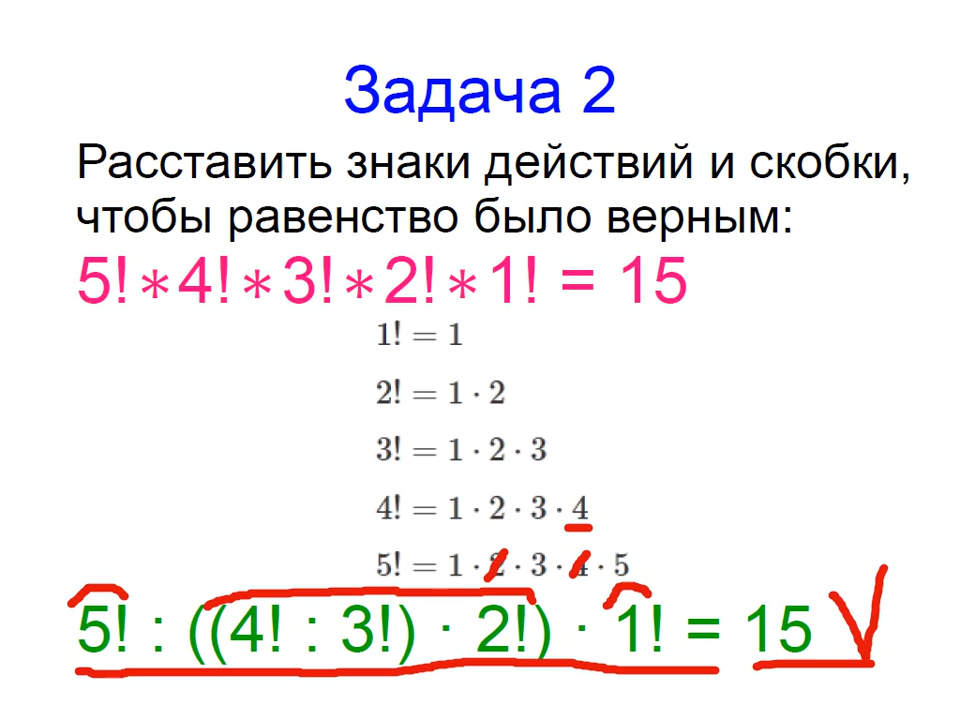 Задача 2
Расставить знаки действий и скобки,
чтобы равенство было верным:
5!*4!*3!*2!*1! = 15
1! = 1
2! = 1 · 2
3! = 1 · 2 · 3
4! = 1 · 2 · 3 · 4
5! = 1 · 2 · 3 · 4 · 5
5! : ((4! : 3!) · 2!) · 1! = 15